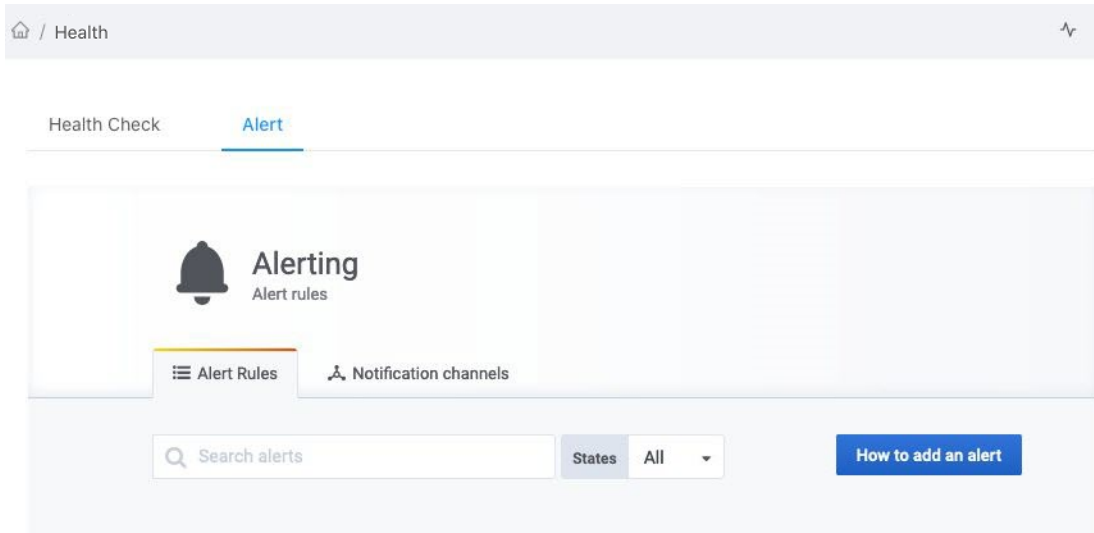 / Health
Health Check Alert
Alerting
Alert rules
Alert Rules Notification channels
Search alerts States All How to add an alert